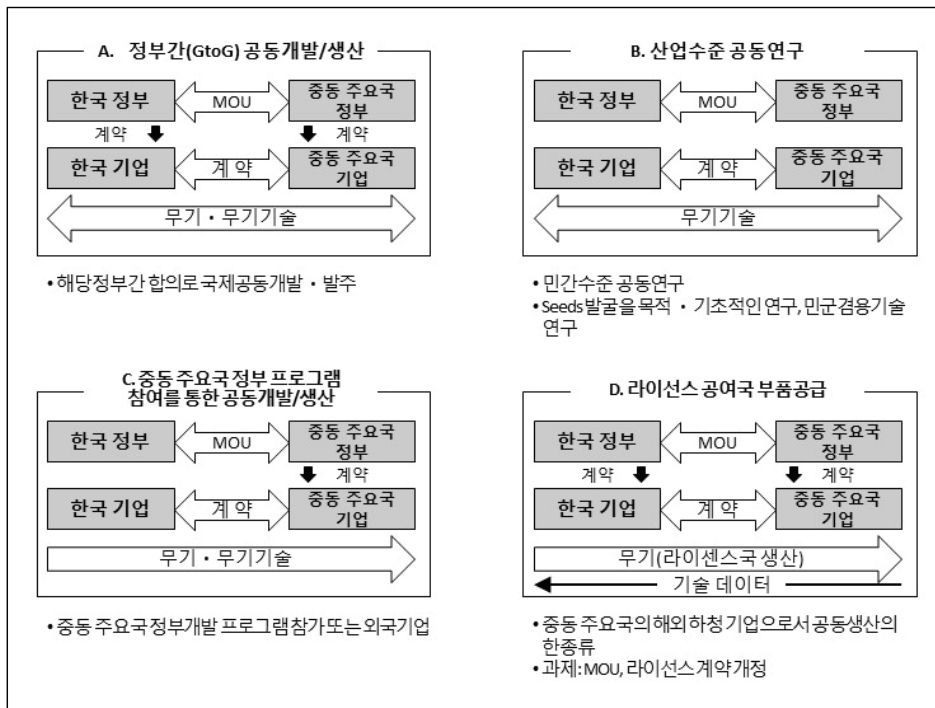 A. 정부간(GtoG) 공동개발/생산
한국 정부
MOU
중동 주요국
정부
계약
계약
한국 기업
계 약
중동 주요국
기업
무기・무기기술
• 해당정부간 합의로 국제공동개발・발주
B. 산업수준 공동연구
한국 정부
MOU
중동 주요국
정부
한국 기업
계 약
중동 주요국
기업
무기기술
• 민간수준 공동연구
• Seeds 발굴을 목적・기초적인 연구, 민군겸용기술
연구
C. 중동 주요국 정부 프로그램
참여를 통한 공동개발/생산
한국 정부
MOU
중동 주요국
정부
계약
한국 기업
계 약
중동 주요국
기업
무기・무기기술
• 중동 주요국 정부개발 프로그램 참가 또는 외국기업
D. 라이선스 공여국 부품공급
한국 정부
MOU
중동 주요국
정부
계약
계약
한국 기업
계 약
중동 주요국
기업
무기(라이센스국 생산)
기술 데이터
• 중동 주요국의 해외 하청 기업으로서 공동생산의
한종류
• 과제: MOU, 라이선스 계약 개정